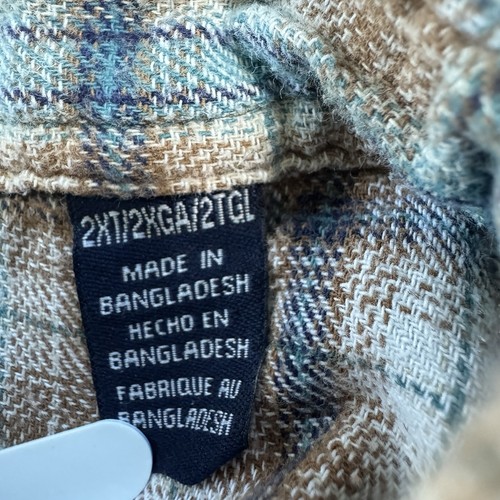 2XT/2XGA/2TGL
MADE IN
BANGLADESH
HECHO EN
BANGLADESH
FABRIQUE AU
BANGLADESH